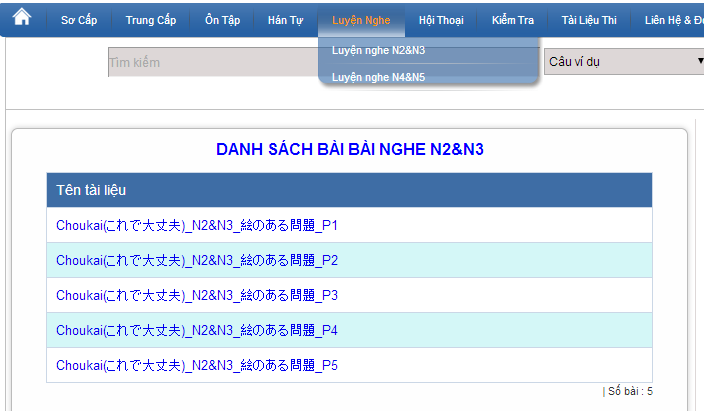 Sơ Cấp Trung Cấp Ôn Tập Hán Tự Luyện Nghe Hội Thoại Kiểm Tra Tài Liệu Thi Liên Hệ &
Luyện nghe N2&N3
Luyện nghe N4&N5
Tìm kiếm Câu ví dụ
DANH SÁCH BÀI BÀI NGHE N2&N3
Tên tài liệu
Choukai(これで大丈夫)_N2&N3_絵のある問題_P1
Choukai(これで大丈夫)_N2&N3_絵のある問題_P2
Choukai(これで大丈夫)_N2&N3_絵のある問題_P3
Choukai(これで大丈夫)_N2&N3_絵のある問題_P4
Choukai(これで大丈夫)_N2&N3_絵のある問題_P5
| Số bài : 5